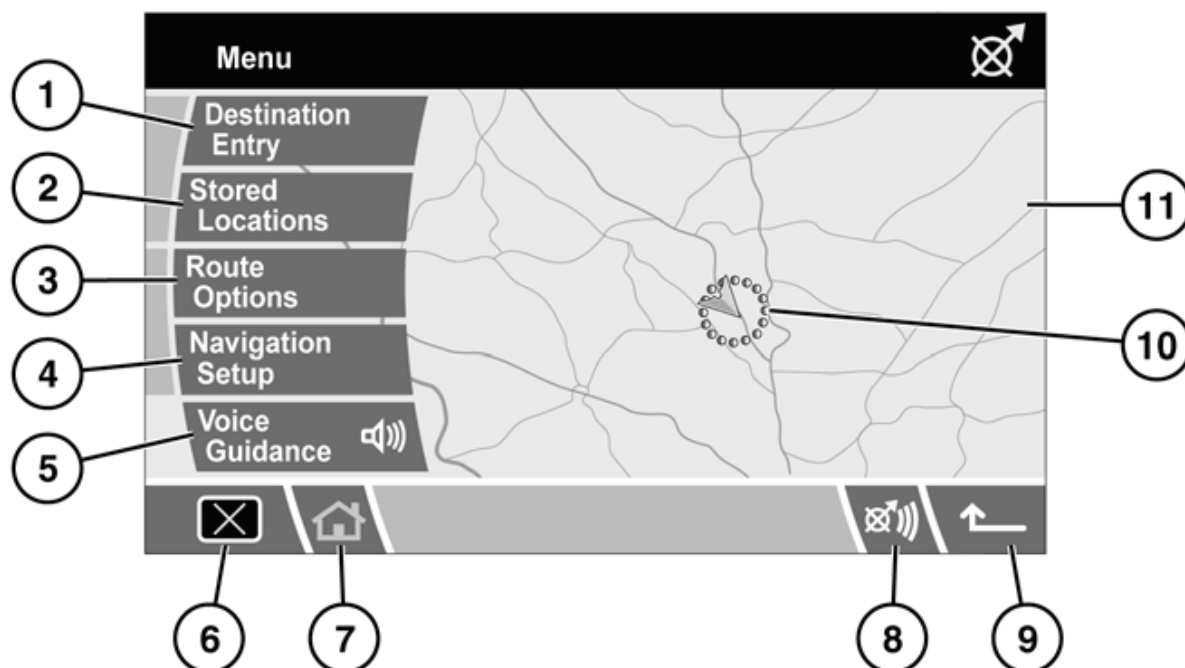 Menu
1
Destination
Entry
2
Stored
Locations
3
Route
Options
4
Navigation
Setup
5
Voice
Guidance
11
10
6
7
8
9